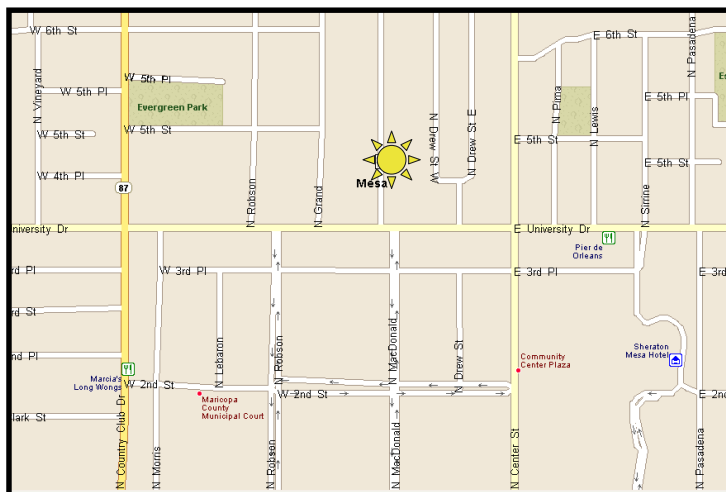 W 6th St
E 6th St
N Pasadena
N Vineyard
W 5th Pl
W 5th Pl
Evergreen Park
N Pima
N Lewis
E 5th Pl
W 5th St
W 5th St
N Drew St W
N Drew St E
E 5th St
E 5th St
W 4th Pl
87
Mesa
N Robson
N Grand
N Sirrine
University Dr
E University Dr
Pier de
Orleans
rd Pl
W 3rd Pl
E 3rd Pl
E 3rd
rd St
N Lebaron
N Robson
N MacDonald
N Drew St
nd Pl
Community
Center Plaza
Sheraton
Mesa Hotel
Marcia's
Long Wongs
W 2nd St
W 2nd St
E 2nd
Maricopa
County
Municipal Court
lark St
N Country Club Dr
N Morris
N Robson
N MacDonald
N Center St
N Pasadena